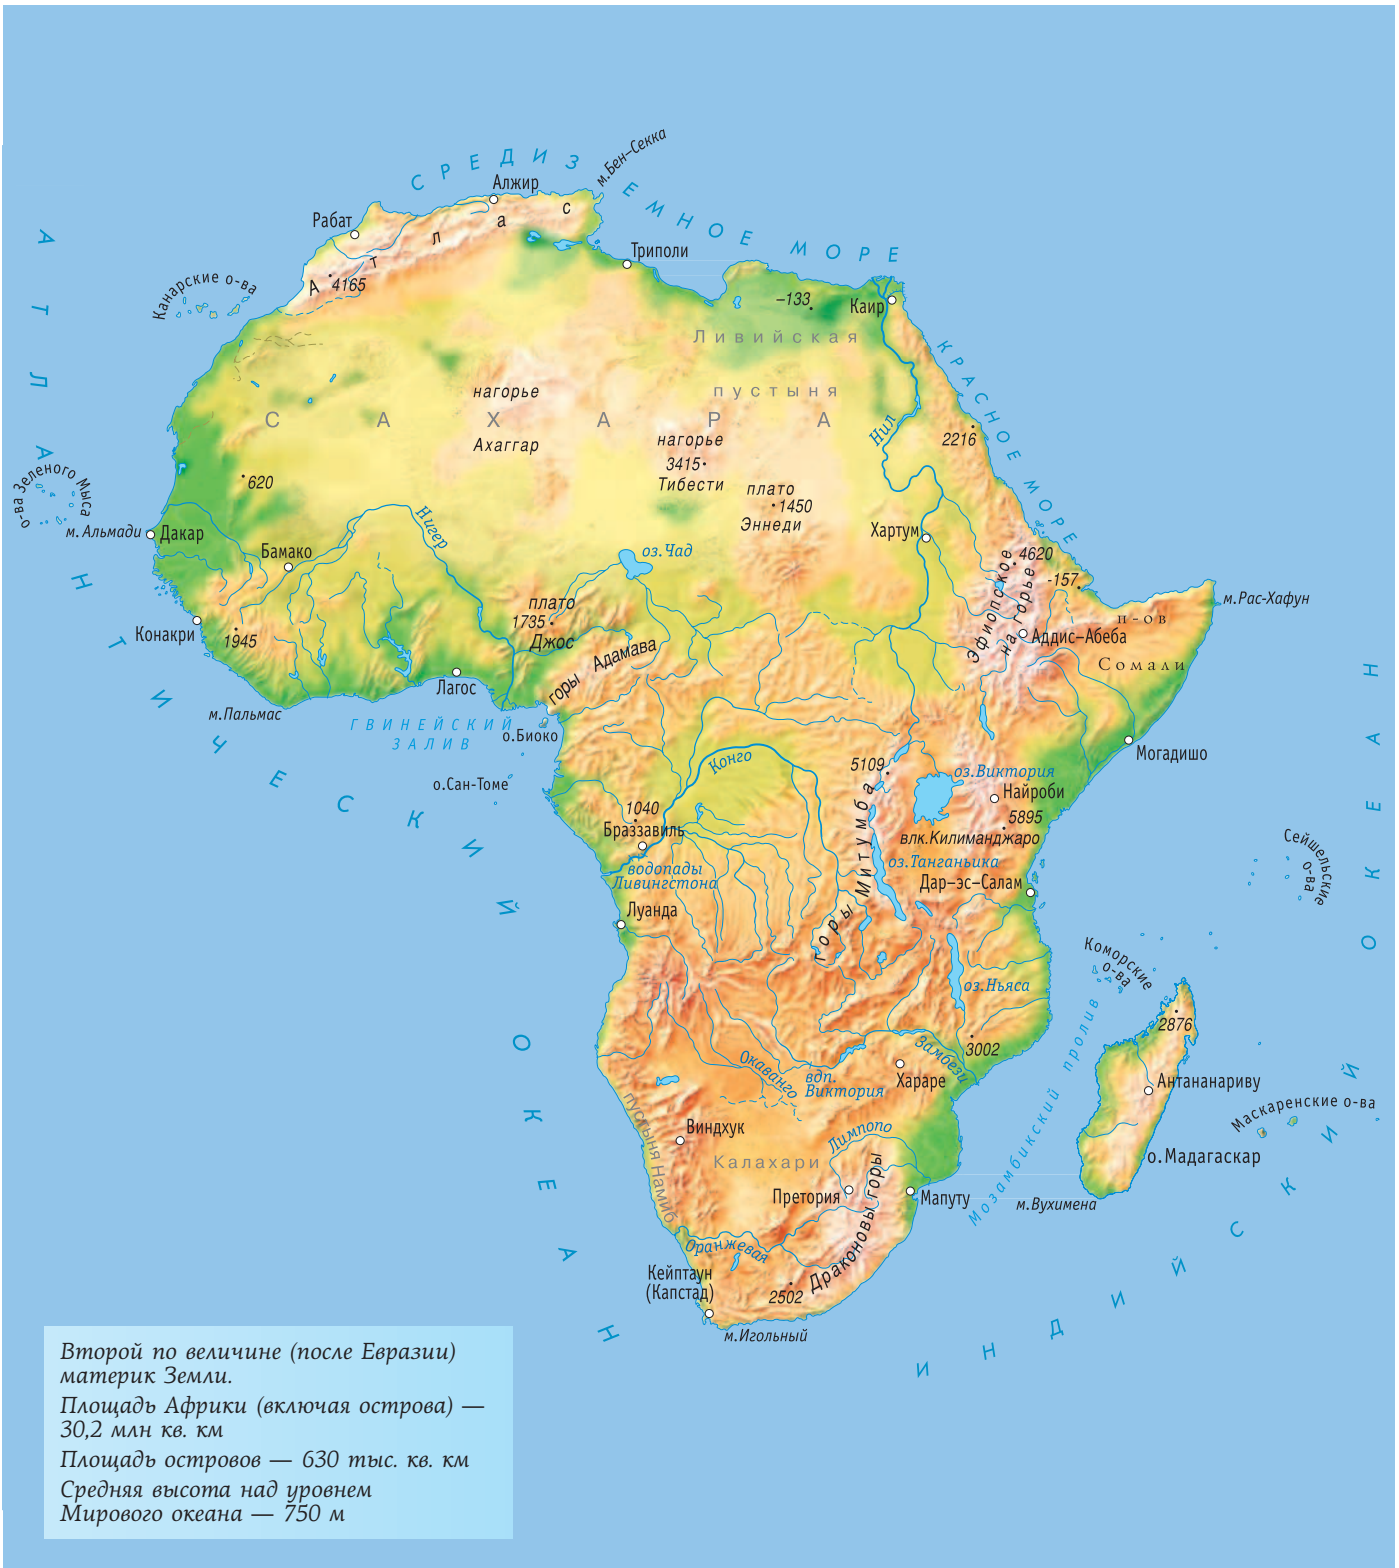 СРЕДИЗЕМНОЕ МОРЕ
м.Бен-Секка
Алжир
Рабат
Атлас
4165
Триполи
Канарские о-ва
АТЛАНТИЧЕСКИЙ ОКЕАН
-133
Каир
Ливийская
пустыня
КРАСНОЕ МОРЕ
нагорье
Ахаггар
САХАРА
нагорье
3415
Тибести
Нил
2216
плато
1450
Эннеди
620
о-ва Зеленого Мыса
м.Альмади
Дакар
Бамако
Нигер
оз.Чад
Хартум
4620
-157
Эфиопское
нагорье
м.Рас-Хафун
п-ов
Сомали
Аддис-Абеба
Конакри
1945
плато
1735
Джос
горы Адамава
Лагос
м.Пальмас
ГВИНЕЙСКИЙ
ЗАЛИВ
о.Биоко
о.Сан-Томе
Могадишо
Конго
5109
оз.Виктория
Найроби
5895
влк.Килиманджаро
1040
Браззавиль
водопады
Ливингстона
горы Митумба
оз.Танганьика
Дар-эс-Салам
Сейшельские
о-ва
Луанда
Коморские
о-ва
оз.Ньяса
2876
3002
Мозамбикский пролив
Окаванго
вдп.
Виктория
Замбези
Хараре
Антананариву
Маскаренские о-ва
пустыня Намиб
Виндхук
Калахари
Лимпопо
о.Мадагаскар
Претория
Мапуту
м.Вухимена
Драконовы горы
Оранжевая
Кейптаун
(Капстад)
2502
м.Игольный
ИНДИЙСКИЙ ОКЕАН
Второй по величине (после Евразии)
материк Земли.
Площадь Африки (включая острова) —
30,2 млн кв. км
Площадь островов — 630 тыс. кв. км
Средняя высота над уровнем
Мирового океана — 750 м